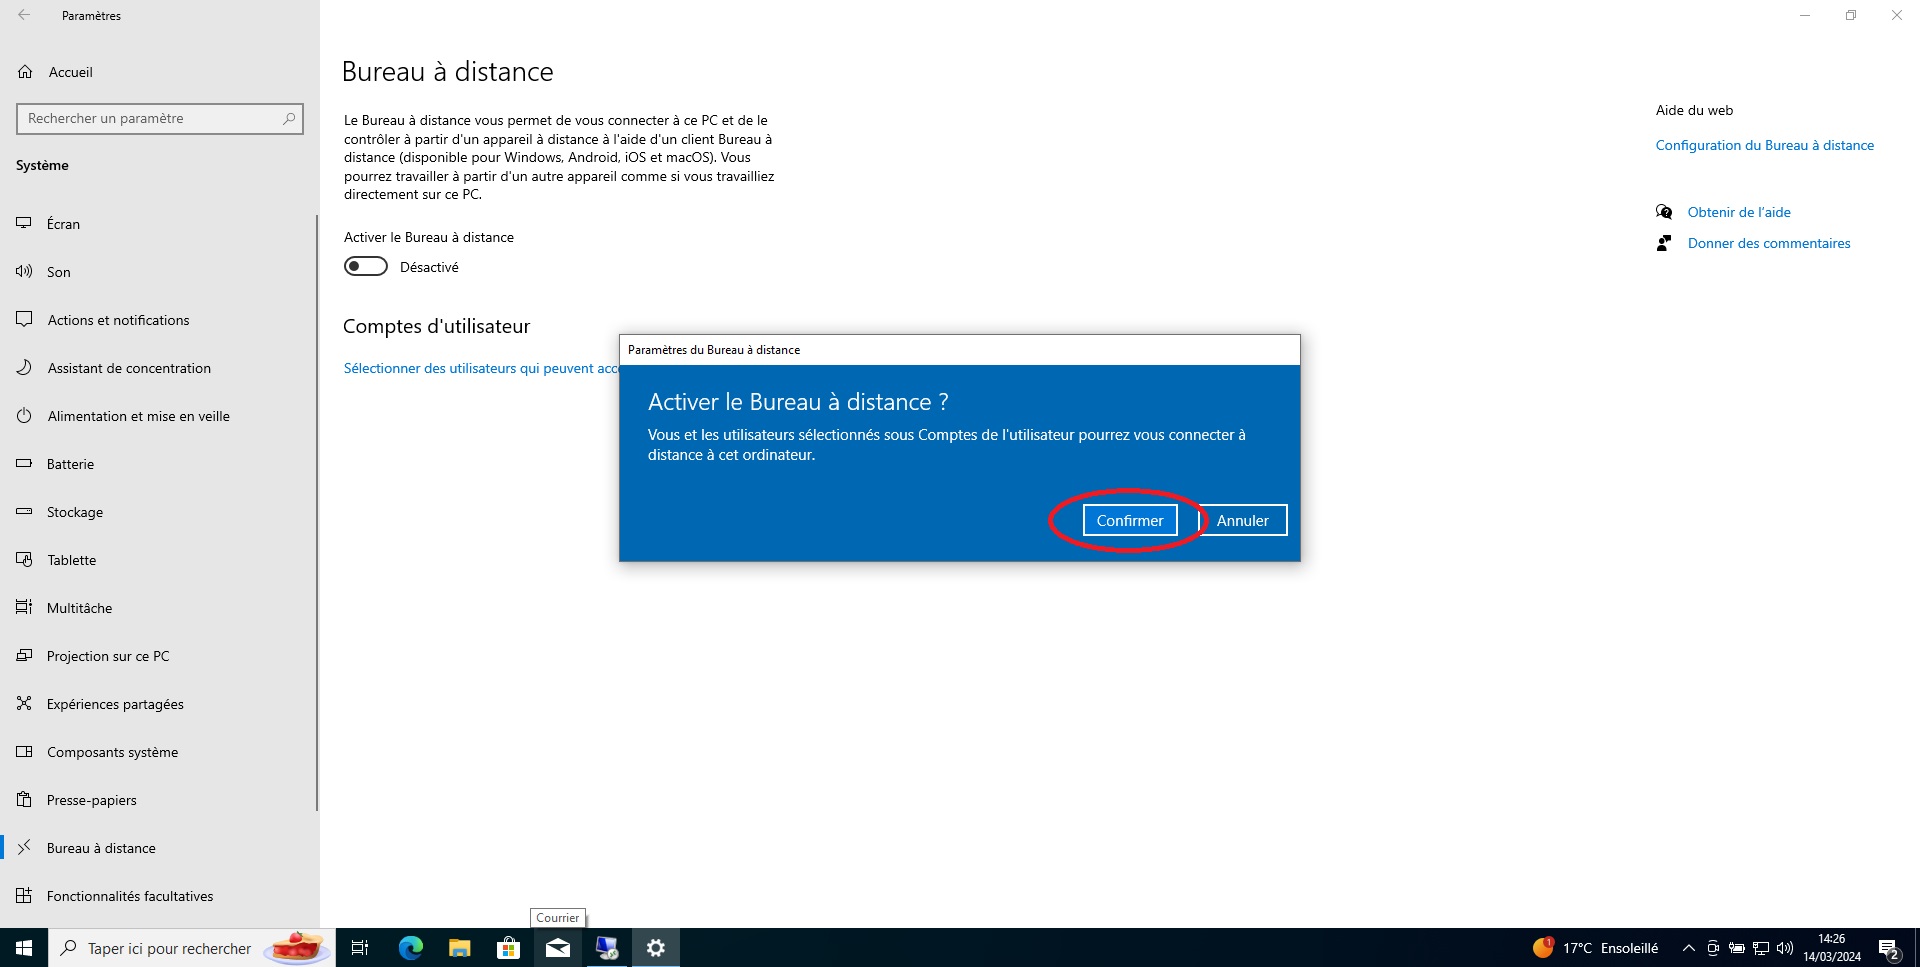 Paramètres
Accueil
Rechercher un paramètre
Système
Écran
Son
Actions et notifications
Assistant de concentration
Alimentation et mise en veille
Batterie
Stockage
Tablette
Multitâche
Projection sur ce PC
Expériences partagées
Composants système
Presse-papiers
Bureau à distance
Fonctionnalités facultatives
Bureau à distance
Le Bureau à distance vous permet de vous connecter à ce PC et de le
contrôler à partir d'un appareil à distance à l'aide d'un client Bureau à
distance (disponible pour Windows, Android, iOS et macOS). Vous
pourrez travailler à partir d'un autre appareil comme si vous travailliez
directement sur ce PC.
Activer le Bureau à distance
Désactivé
Comptes d'utilisateur
Sélectionner des utilisateurs qui peuvent
Paramètres du Bureau à distance
Activer le Bureau à distance ?
Vous et les utilisateurs sélectionnés sous Comptes de l'utilisateur pourrez vous connecter à
distance à cet ordinateur.
Confirmer
Annuler
Aide du web
Configuration du Bureau à distance
Obtenir de l'aide
Donner des commentaires
Courrier
Taper ici pour rechercher
1
17°C Ensoleillé
14:26
14/03/2024
2